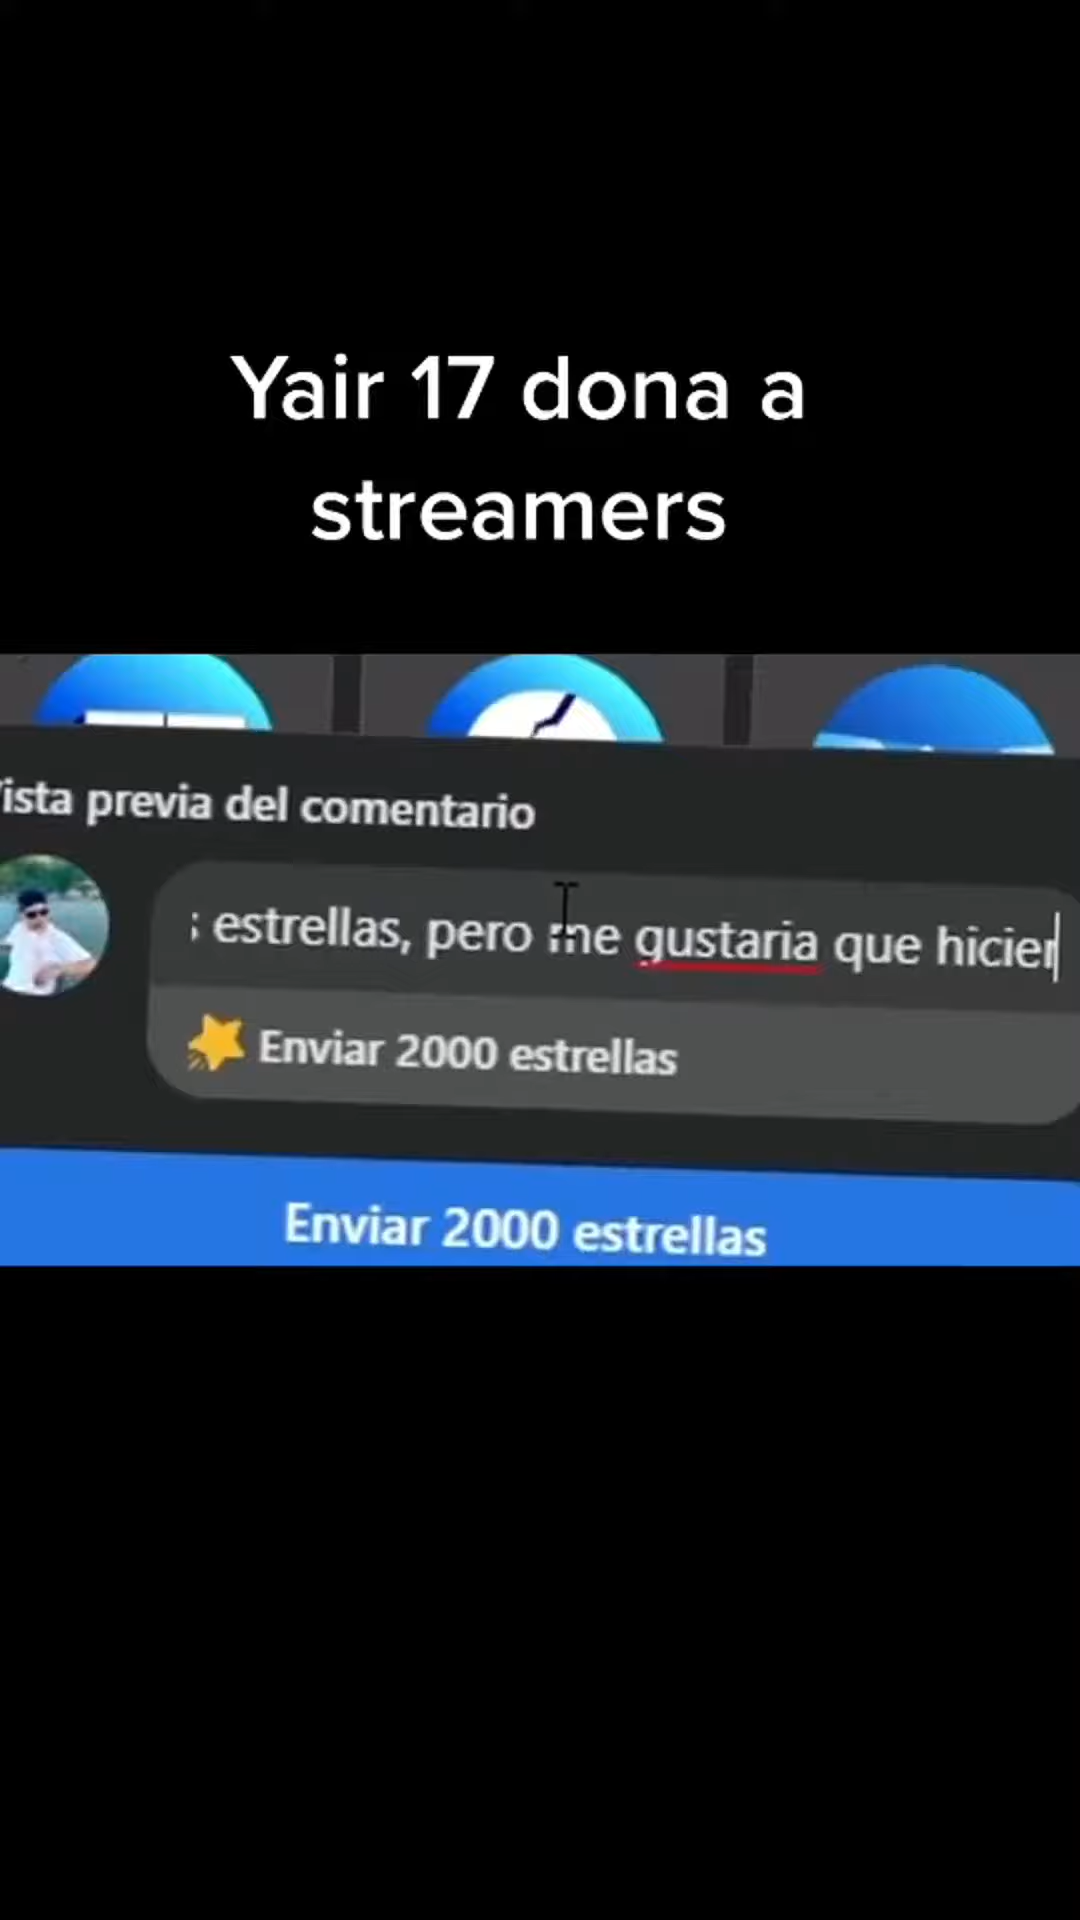 Yair 17 dona a
streamers
ista previa del comentario
estrellas, pero me gustaria que hicier
Enviar 2000 estrellas
Enviar 2000 estrellas